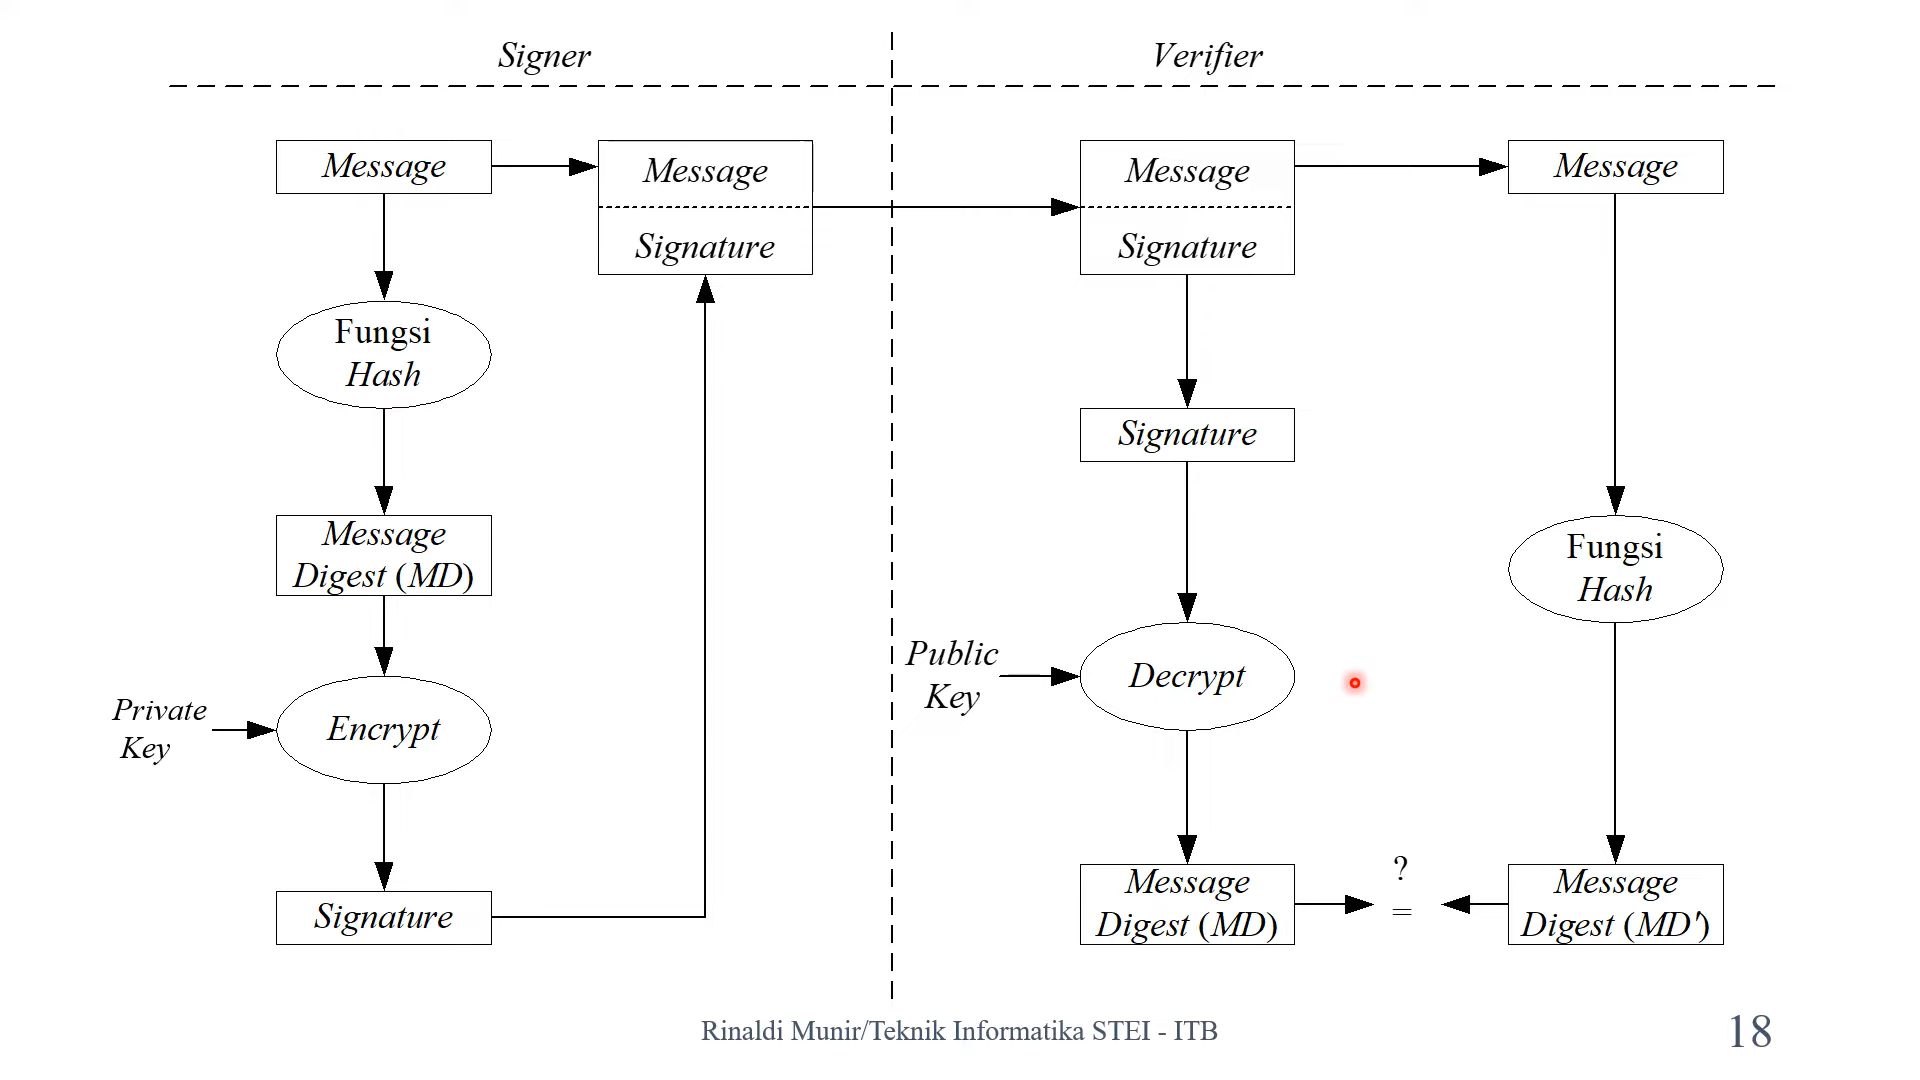 Signer
Verifier
Message
Message
Signature
Message
Signature
Message
Fungsi
Hash
Signature
Message
Digest (MD)
Fungsi
Hash
Public
Key
Decrypt
Private
Key
Encrypt
Signature
Message
Digest (MD)
?
=
Message
Digest (MD')
Rinaldi Munir/Teknik Informatika STEI - ITB
18